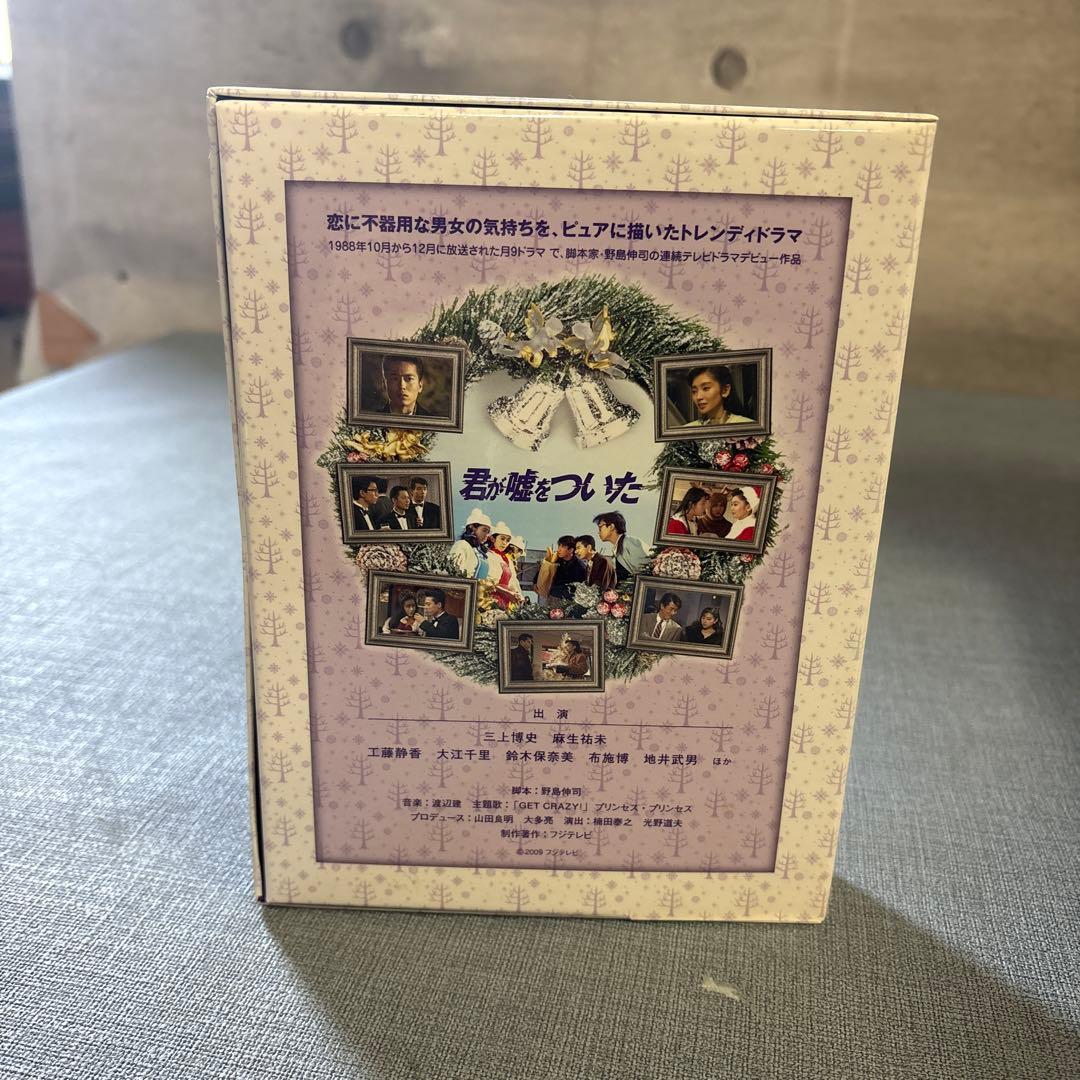 恋に不器用な男女の気持ちを、ピュアに描いたトレンディドラマ
1988年10月から12月に放送された月9ドラマ で、脚本家・野島伸司の連続テレビドラマデビュー作品
君が嘘をついた
出 演
三上博史 麻生祐未
工藤静香 大江千里 鈴木保奈美 布施博 地井武男 ほか
脚本：野島伸司
音楽：渡辺建 主題歌：「GET CRAZY!」 プリンセス・プリンセス
プロデュース：山田良明 大多亮 演出：楠田泰之 光野道夫
制作著作：フジテレビ
©2009 フジテレビ